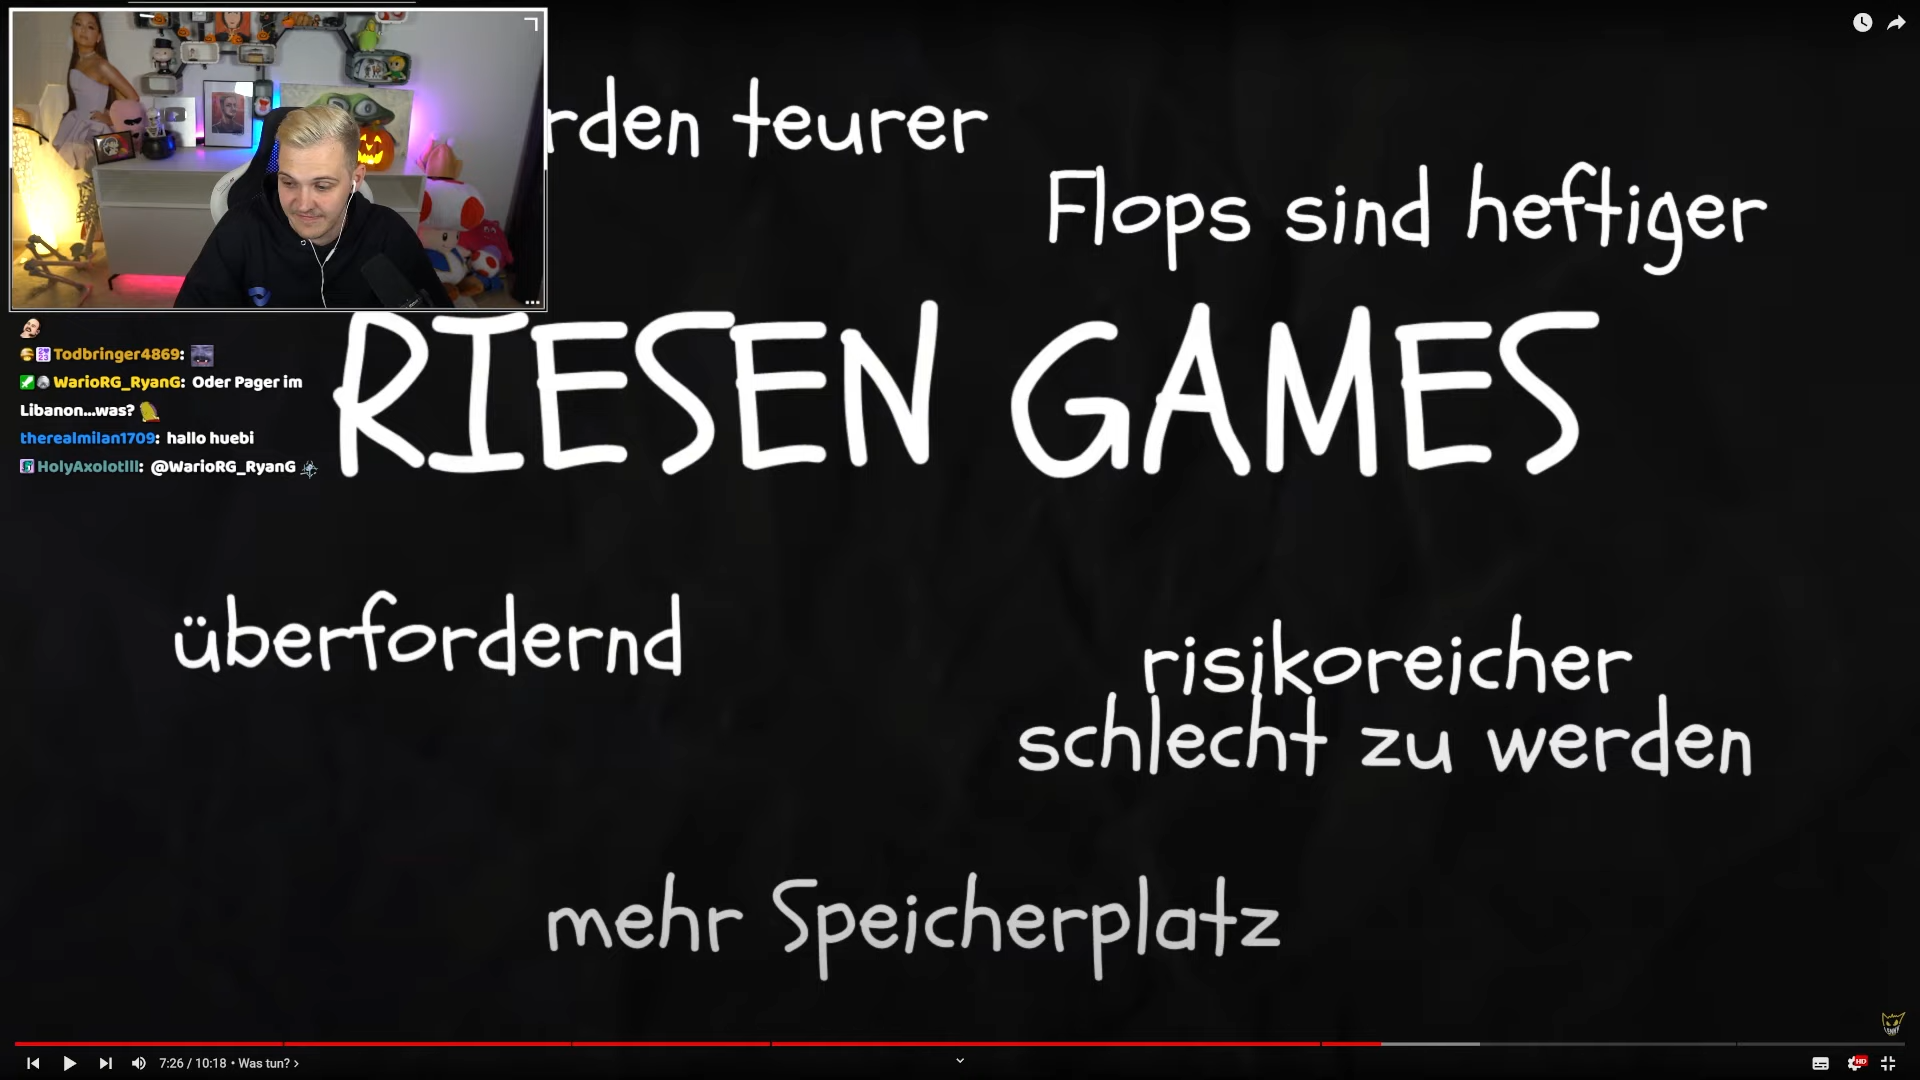 rden teurer
Flops sind heftiger
RIESEN GAMES
Todbringer4869:
WarioRG_RyanG: Oder Pager im
Libanon...was?
therealmilan1709: hallo huebi
HolyAxolotlll: @WarioRG_RyanG
überfordernd
risikoreicher
schlecht zu werden
mehr Speicherplatz
7:26 / 10:18 • Was tun? ›
HD